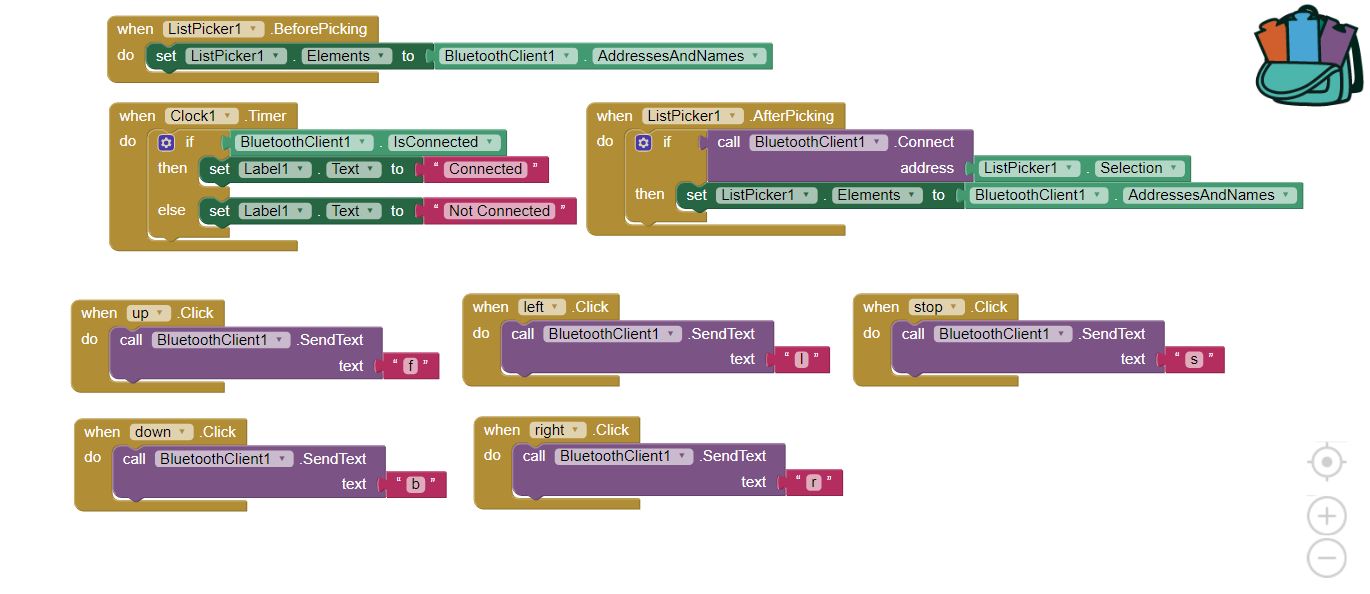 when ListPicker1 .BeforePicking
do set ListPicker1 . Elements to BluetoothClient1 . AddressesAndNames
when Clock1 .Timer
do if BluetoothClient1 . IsConnected
then set Label1 . Text to “ Connected ”
else set Label1 . Text to “ Not Connected ”
when ListPicker1 .AfterPicking
do if call BluetoothClient1 .Connect
address ListPicker1 . Selection
then set ListPicker1 . Elements to BluetoothClient1 . AddressesAndNames
when up .Click
do call BluetoothClient1 .SendText
text “ f ”
when left .Click
do call BluetoothClient1 .SendText
text “ l ”
when stop .Click
do call BluetoothClient1 .SendText
text “ s ”
when down .Click
do call BluetoothClient1 .SendText
text “ b ”
when right .Click
do call BluetoothClient1 .SendText
text “ r ”